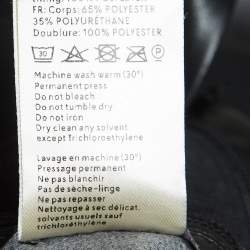 FR: Corps: 65% POLYESTER
35% POLYURÉTHANE
Doublure: 100% POLYESTER
30
Machine wash warm (30°)
Permanent press
Do not bleach
Do not tumble dry
Do not iron
Dry clean any solvent
except trichloroethylene
Lavage en machine (30°)
Pressage permanent
Ne pas blanchir
Pas de sèche-linge
Ne pas repasser
Nettoyage à sec délicat,
solvants usuels sauf
trichloréthylène